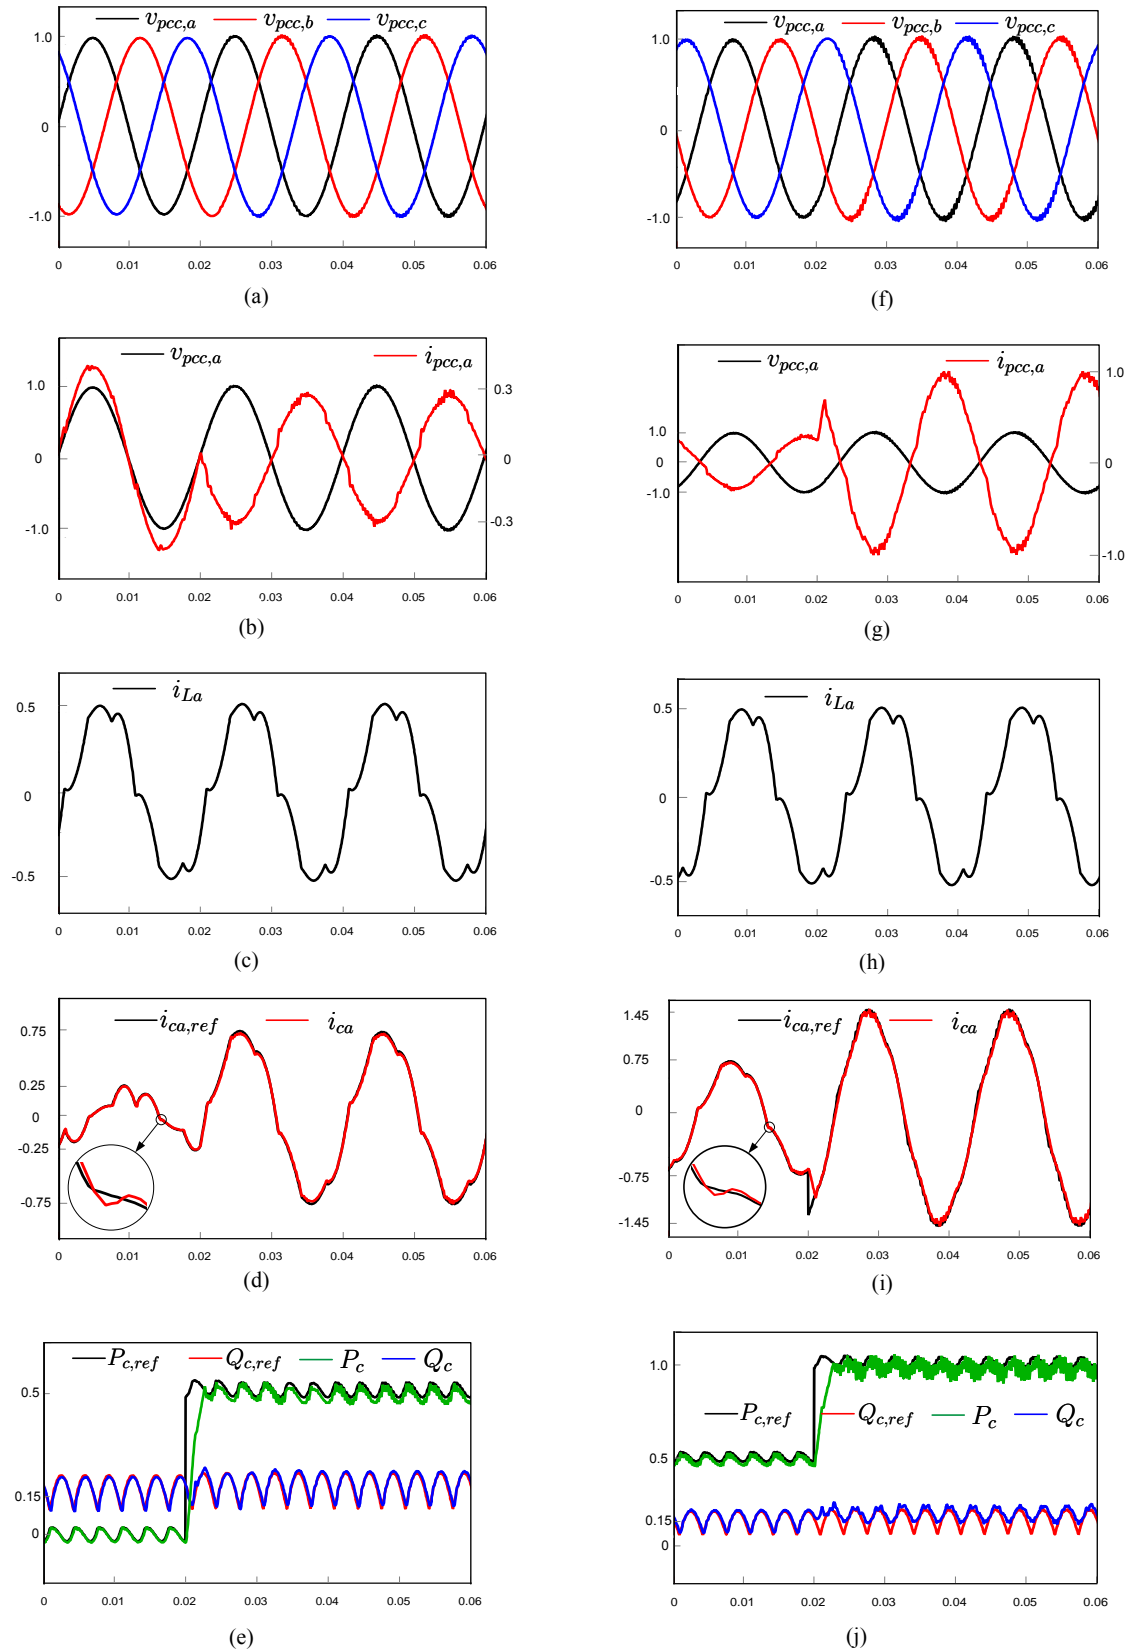 v_pcc,a v_pcc,b v_pcc,c
1.0
0
-1.0
0 0.01 0.02 0.03 0.04 0.05 0.06
(a)
v_pcc,a i_pcc,a
1.0
0
-1.0
0.3
0
-0.3
0 0.01 0.02 0.03 0.04 0.05 0.06
(b)
i_La
0.5
0
-0.5
0 0.01 0.02 0.03 0.04 0.05 0.06
(c)
i_ca,ref i_ca
0.75
0.25
0
-0.25
-0.75
0 0.01 0.02 0.03 0.04 0.05 0.06
(d)
P_c,ref Q_c,ref P_c Q_c
0.5
0.15
0
0 0.01 0.02 0.03 0.04 0.05 0.06
(e)
v_pcc,a v_pcc,b v_pcc,c
1.0
0
-1.0
0 0.01 0.02 0.03 0.04 0.05 0.06
(f)
v_pcc,a i_pcc,a
1.0
0
-1.0
1.0
0
-1.0
0 0.01 0.02 0.03 0.04 0.05 0.06
(g)
i_La
0.5
0
-0.5
0 0.01 0.02 0.03 0.04 0.05 0.06
(h)
i_ca,ref i_ca
1.45
0.75
0
-0.75
-1.45
0 0.01 0.02 0.03 0.04 0.05 0.06
(i)
1.0
P_c,ref Q_c,ref P_c Q_c
0.5
0.15
0
0 0.01 0.02 0.03 0.04 0.05 0.06
(j)